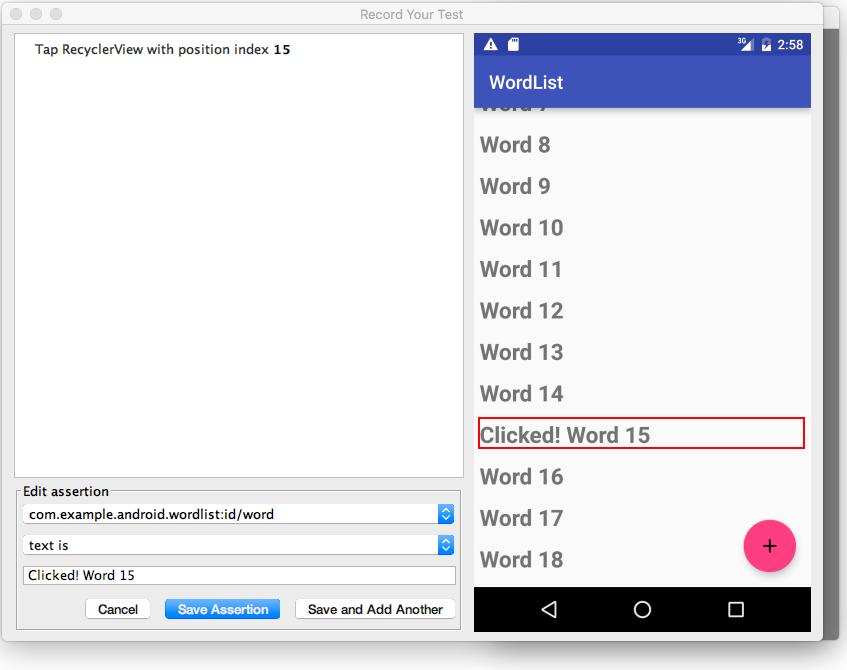 Record Your Test
Tap RecyclerView with position index 15
3G 2:58
WordList
Word 7
Word 8
Word 9
Word 10
Word 11
Word 12
Word 13
Word 14
Clicked! Word 15
Word 16
Word 17
Word 18
Edit assertion
com.example.android.wordlist:id/word
text is
Clicked! Word 15
Cancel Save Assertion Save and Add Another